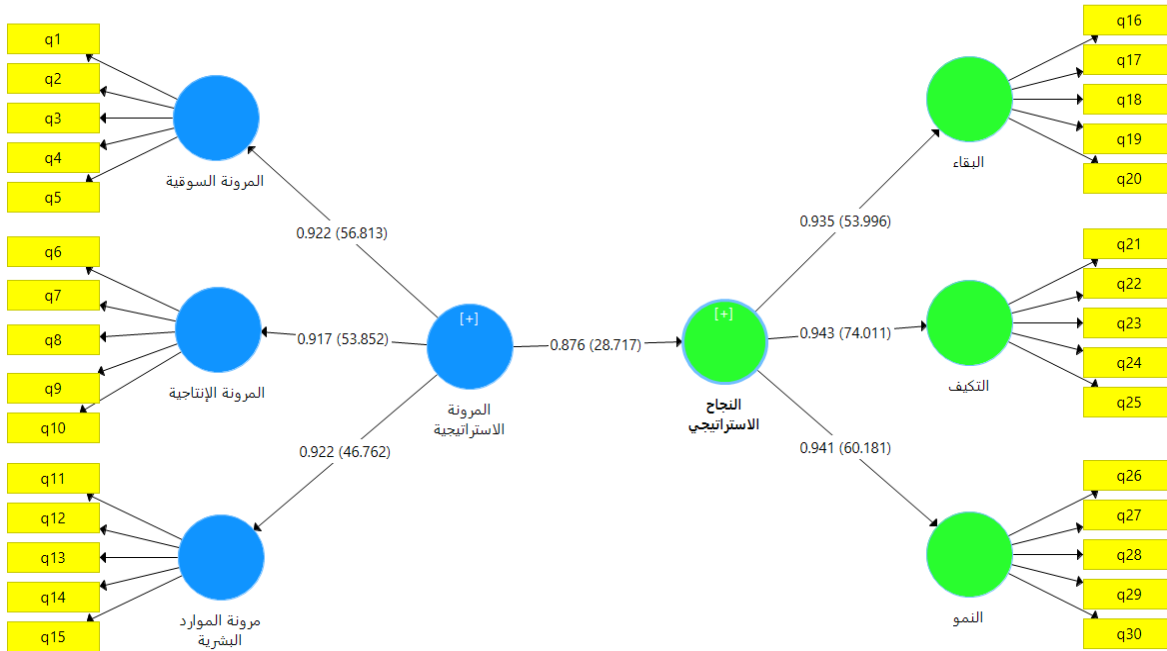 q1
q2
q3
q4
q5
المرونة السوقية
q6
q7
q8
q9
q10
المرونة الإنتاجية
q11
q12
q13
q14
q15
مرونة الموارد
البشرية
0.922 (56.813)
0.917 (53.852)
0.922 (46.762)
[+]
المرونة
الاستراتيجية
0.876 (28.717)
[+]
النجاح
الاستراتيجي
0.935 (53.996)
0.943 (74.011)
0.941 (60.181)
البقاء
q16
q17
q18
q19
q20
التكيف
q21
q22
q23
q24
q25
النمو
q26
q27
q28
q29
q30